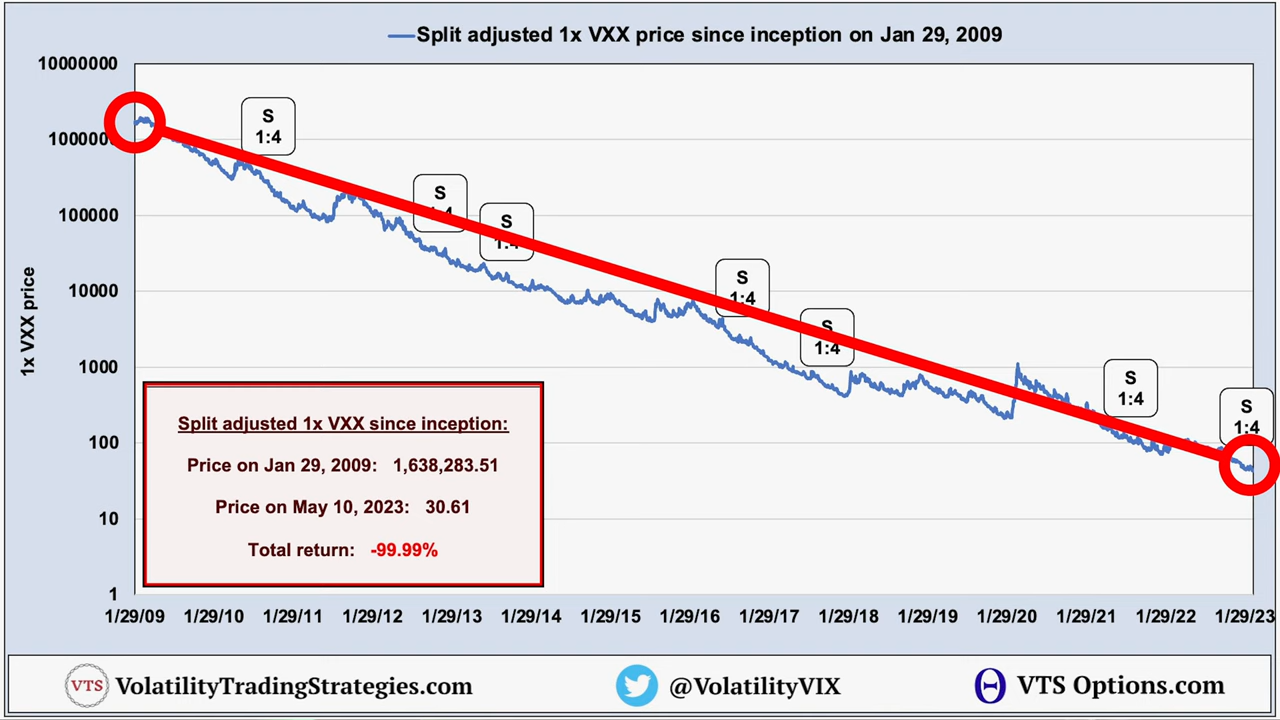 Split adjusted 1x VXX price since inception on Jan 29, 2009
10000000
S
1:4
100000
S
100000
S
1:4
10000
S
1:4
S
1:4
1000
S
1:4
S
1:4
100
10
1
1x VXX price
Split adjusted 1x VXX since inception:
Price on Jan 29, 2009: 1,638,283.51
Price on May 10, 2023: 30.61
Total return: -99.99%
1/29/09 1/29/10 1/29/11 1/29/12 1/29/13 1/29/14 1/29/15 1/29/16 1/29/17 1/29/18 1/29/19 1/29/20 1/29/21 1/29/22 1/29/23
VTS VolatilityTradingStrategies.com @VolatilityVIX VTS Options.com